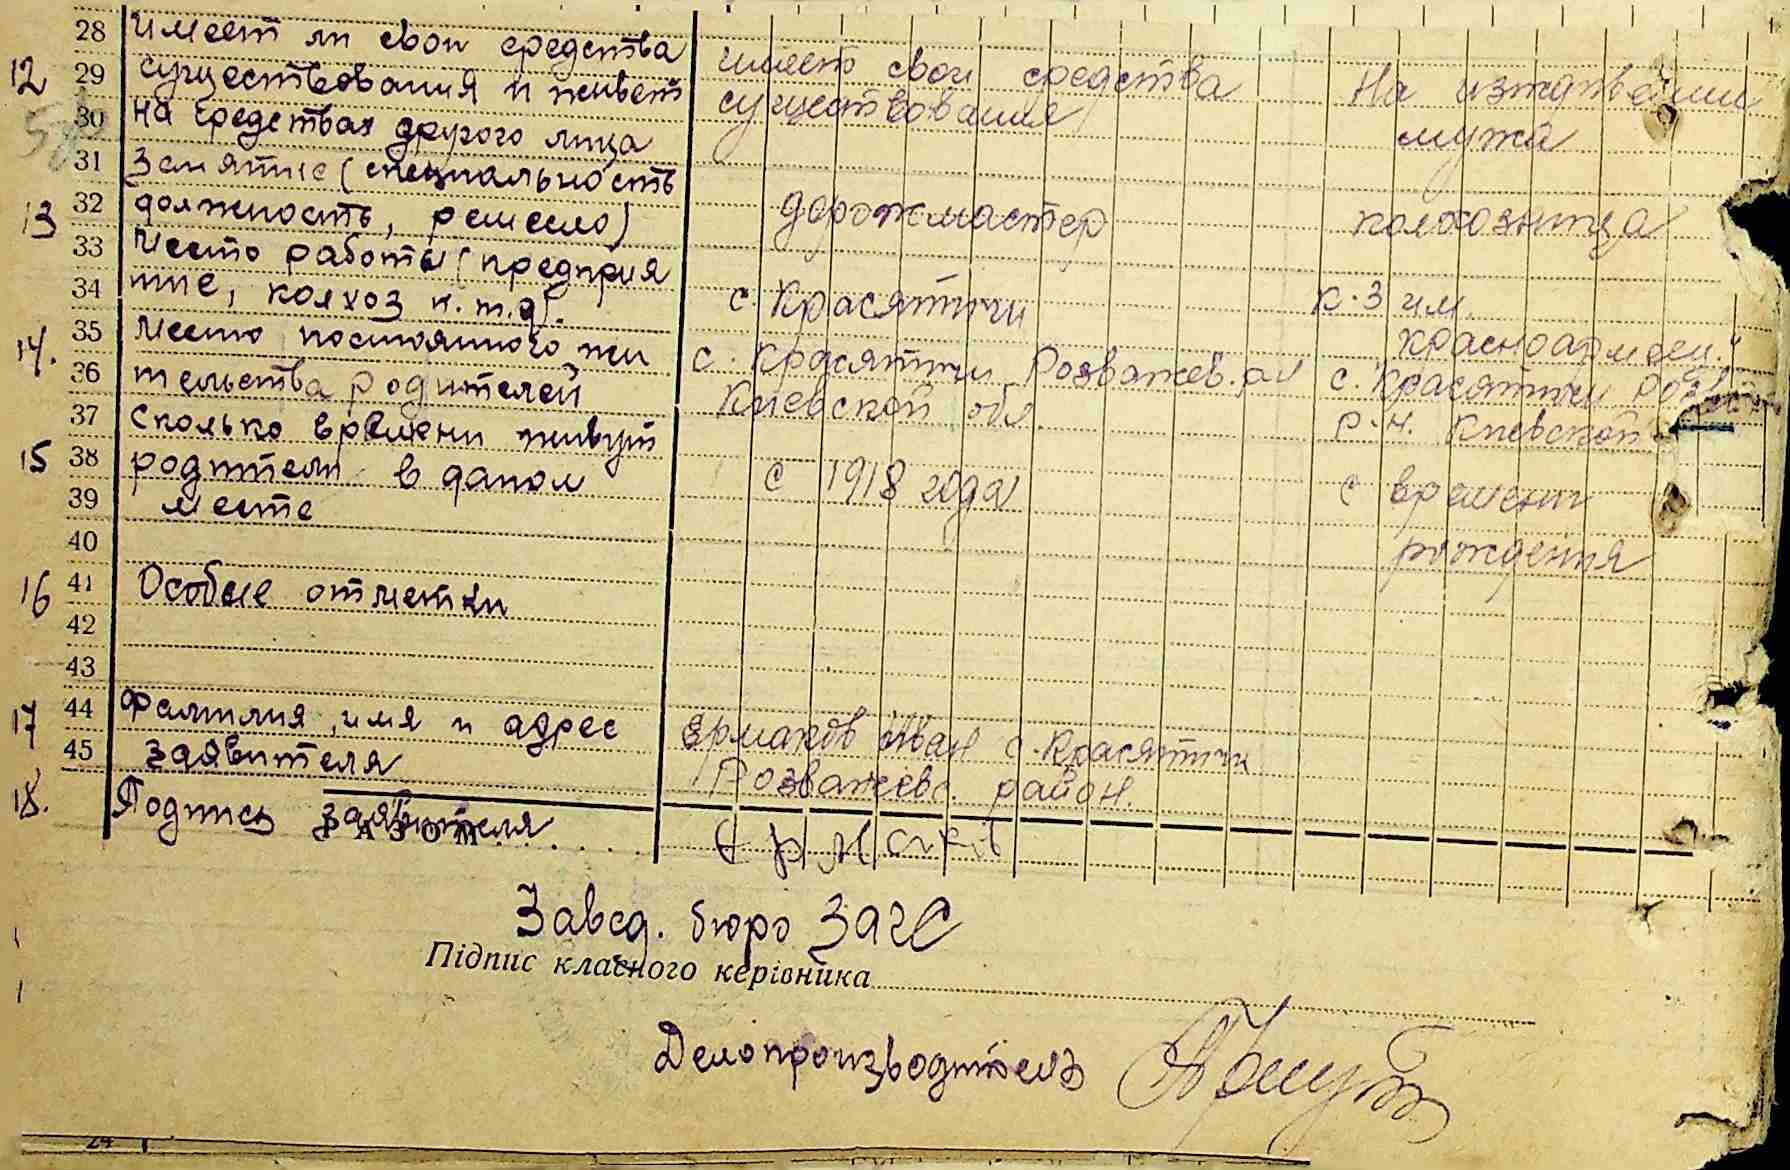 28 Имеет ли свои средства
12 29 существования и живет имеет свои средства На иждивении
30 на средствах другого лица существования мужа
31 Занятие (специальность
13 32 должность, ремесло) дорожмастер колхозница
33 Место работы (предприя
34 тие, колхоз и. т.д). с. Красятичи к.з им.
35 Место постоянного жи красноармеец."
14. 36 тельства родителей с Красятичи Розважев. р-н с. Красятичи Розв
37 Сколько времени живут Киевской обл. р-н. Киевской
15 38 родители в даном с 1918 года с времени
39 месте
40 рождения
16 41 Особые отметки
42
43
17 44 Фамилия, имя и адрес Ермаков Иван с. Красятичи
45 заявителя Розважевс. район.
18. Подпись заявителя Єрмаків
РАЗОМ
Завед. бюро Загс
Підпис класного керівника
Делопроизводитель
24